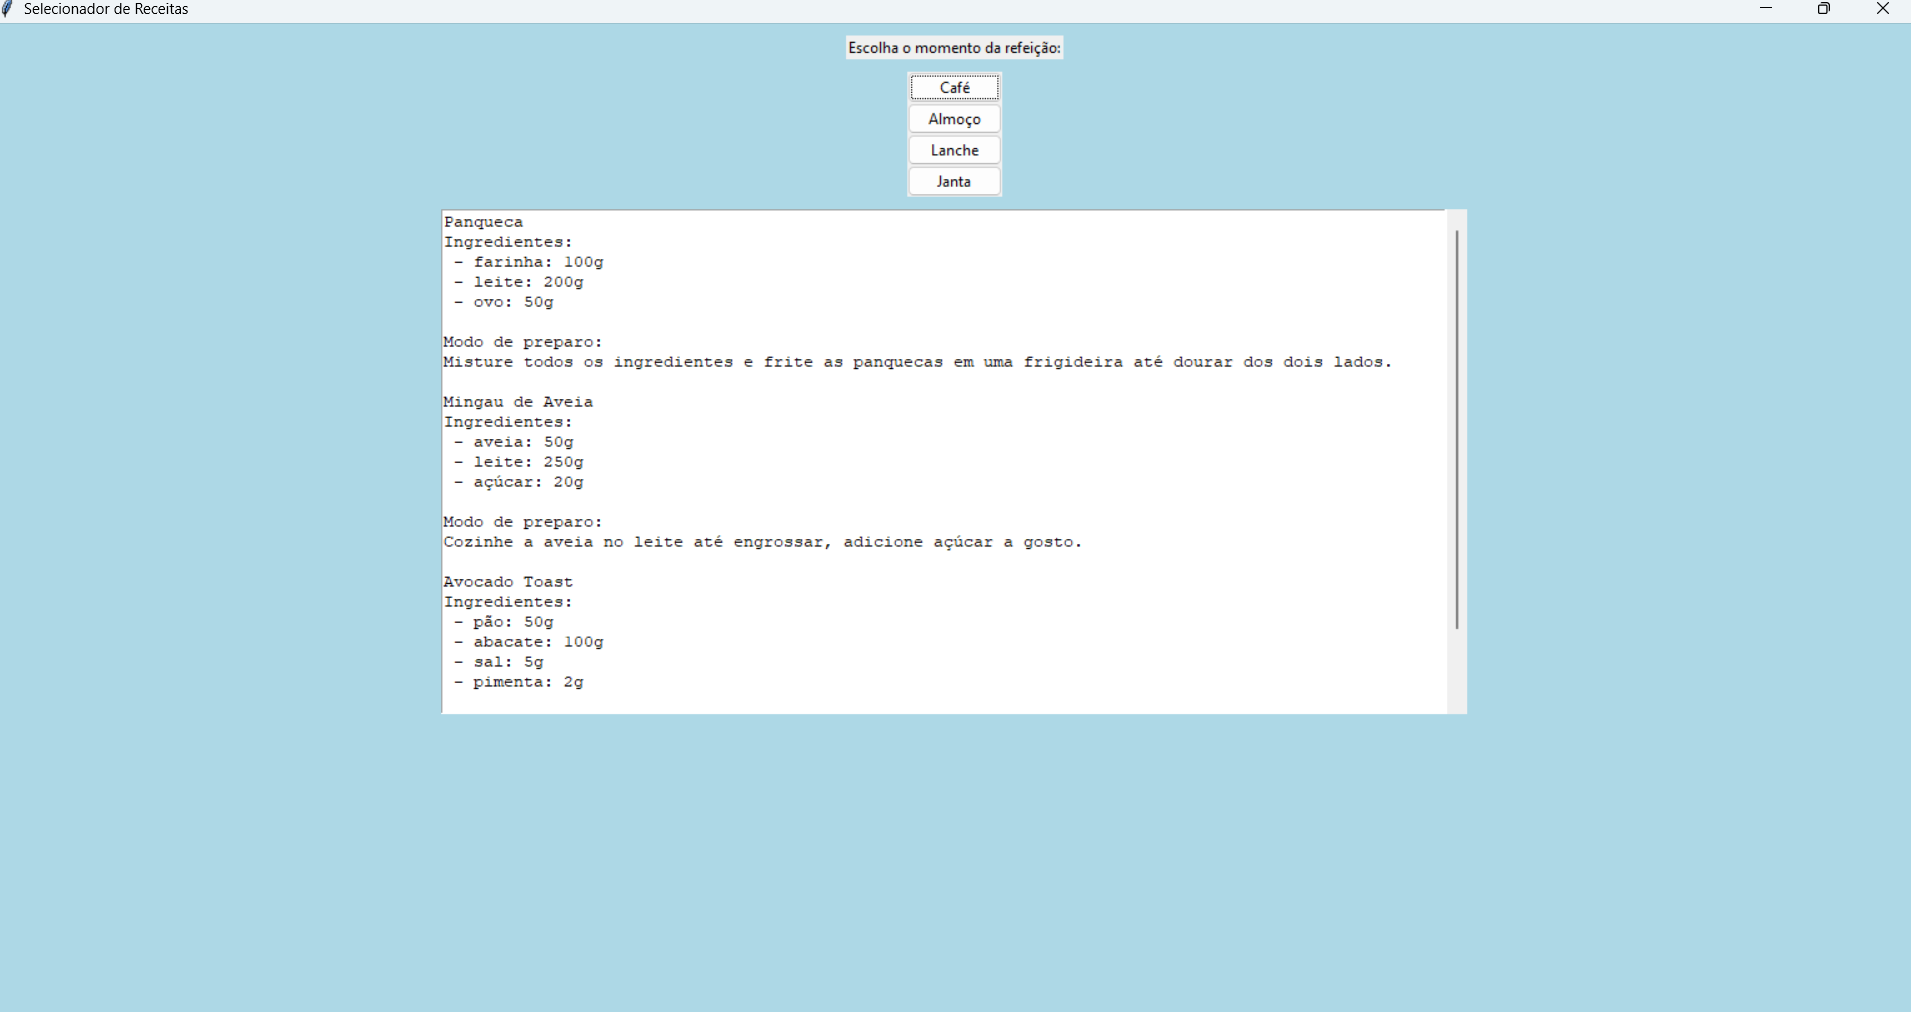 Selecionador de Receitas
Escolha o momento da refeição:
Café
Almoço
Lanche
Janta
Panqueca
Ingredientes:
- farinha: 100g
- leite: 200g
- ovo: 50g
Modo de preparo:
Misture todos os ingredientes e frite as panquecas em uma frigideira até dourar dos dois lados.
Mingau de Aveia
Ingredientes:
- aveia: 50g
- leite: 250g
- açúcar: 20g
Modo de preparo:
Cozinhe a aveia no leite até engrossar, adicione açúcar a gosto.
Avocado Toast
Ingredientes:
- pão: 50g
- abacate: 100g
- sal: 5g
- pimenta: 2g